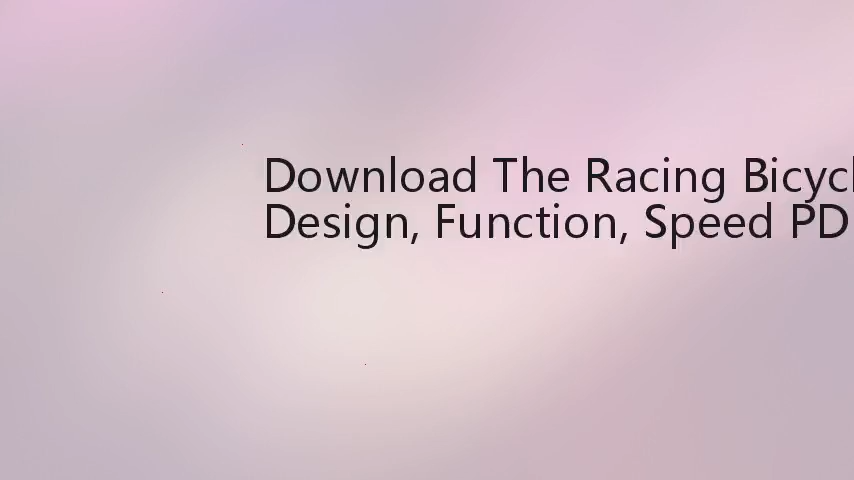 Download The Racing Bicycl
Design, Function, Speed PD